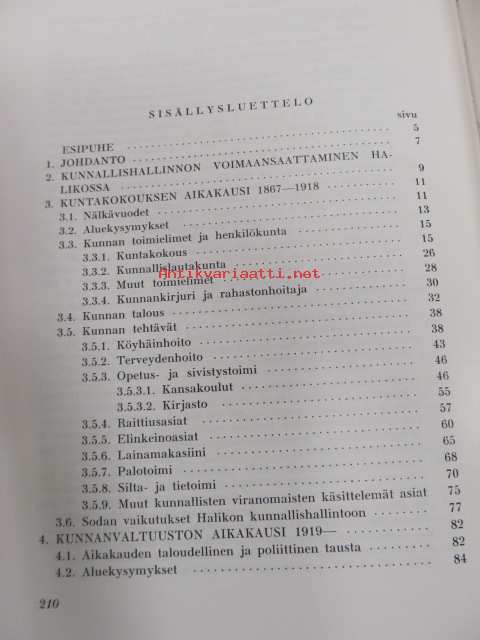 SISÄLLYSLUETTELO
sivu
ESIPUHE 5
1. JOHDANTO 7
2. KUNNALLISHALLINNON VOIMAANSAATTAMINEN HA-
LIKOSSA 9
3. KUNTAKOKOUKSEN AIKAKAUSI 1867—1918 11
3.1. Nälkävuodet 11
3.2. Aluekysymykset 13
3.3. Kunnan toimielimet ja henkilökunta 15
3.3.1. Kuntakokous 15
3.3.2. Kunnallislautakunta 26
Antikvariaatti.net
3.3.3. Muut toimielimet 28
3.3.4. Kunnankirjuri ja rahastonhoitaja 30
3.4. Kunnan talous 32
3.5. Kunnan tehtävät 38
3.5.1. Köyhäinhoito 38
3.5.2. Terveydenhoito 43
3.5.3. Opetus- ja sivistystoimi 46
3.5.3.1. Kansakoulut 46
3.5.3.2. Kirjasto 55
3.5.4. Raittiusasiat 57
3.5.5. Elinkeinoasiat 60
3.5.6. Lainamakasiini 65
3.5.7. Palotoimi 68
3.5.8. Silta- ja tietoimi 70
3.5.9. Muut kunnallisten viranomaisten käsittelemät asiat 75
3.6. Sodan vaikutukset Halikon kunnallishallintoon 77
4. KUNNANVALTUUSTON AIKAKAUSI 1919— 82
4.1. Aikakauden taloudellinen ja poliittinen tausta 82
4.2. Aluekysymykset 84
210